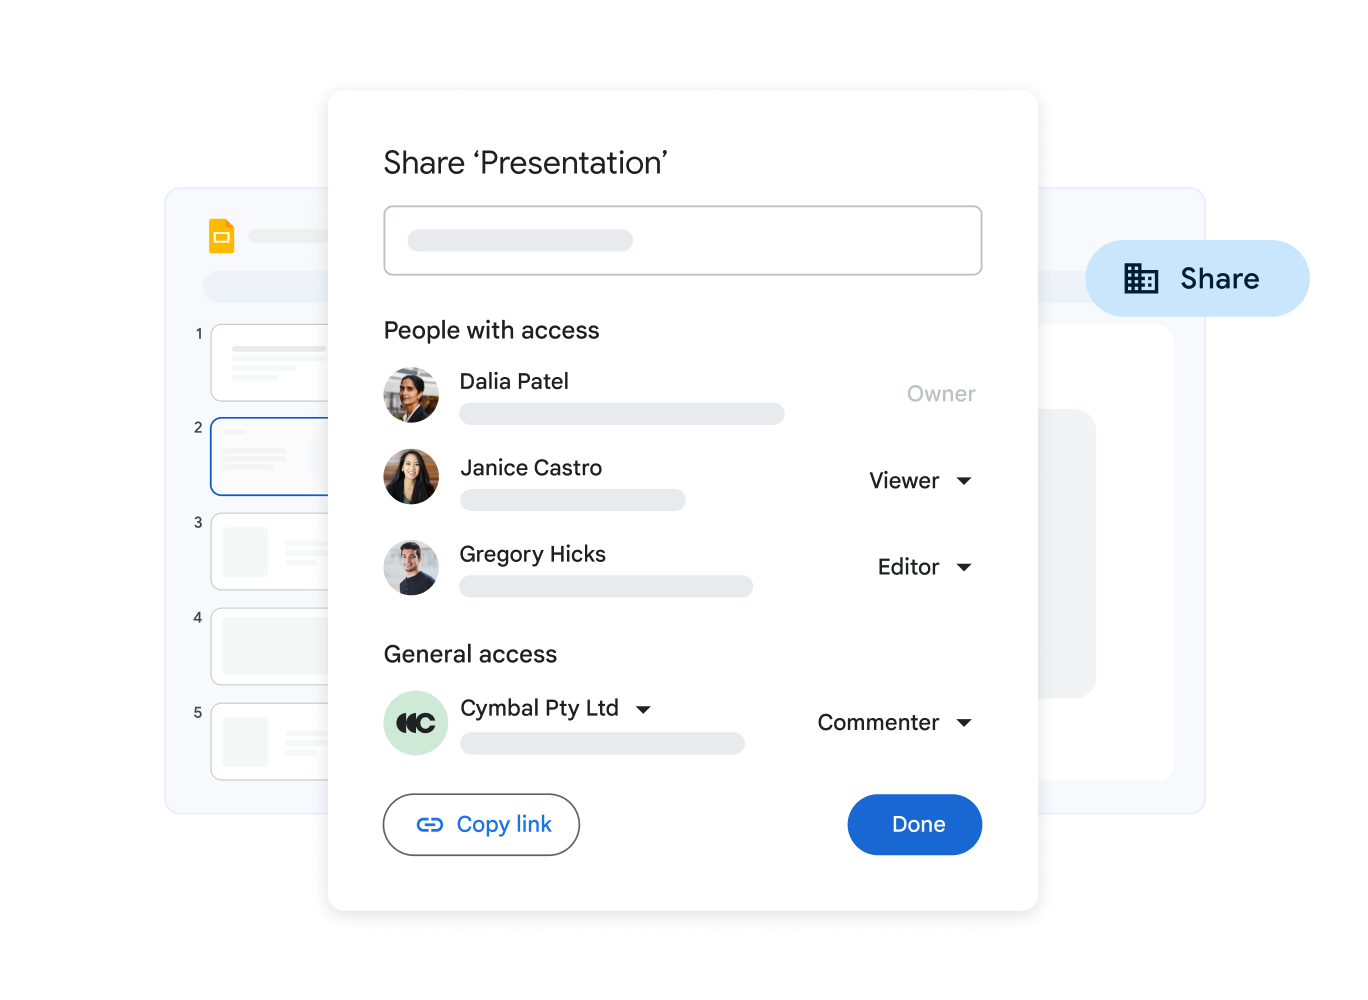 Share ‘Presentation’
Share
1
2
3
4
5
People with access
Dalia Patel
Owner
Janice Castro
Viewer
Gregory Hicks
Editor
General access
Cymbal Pty Ltd
Commenter
Copy link
Done